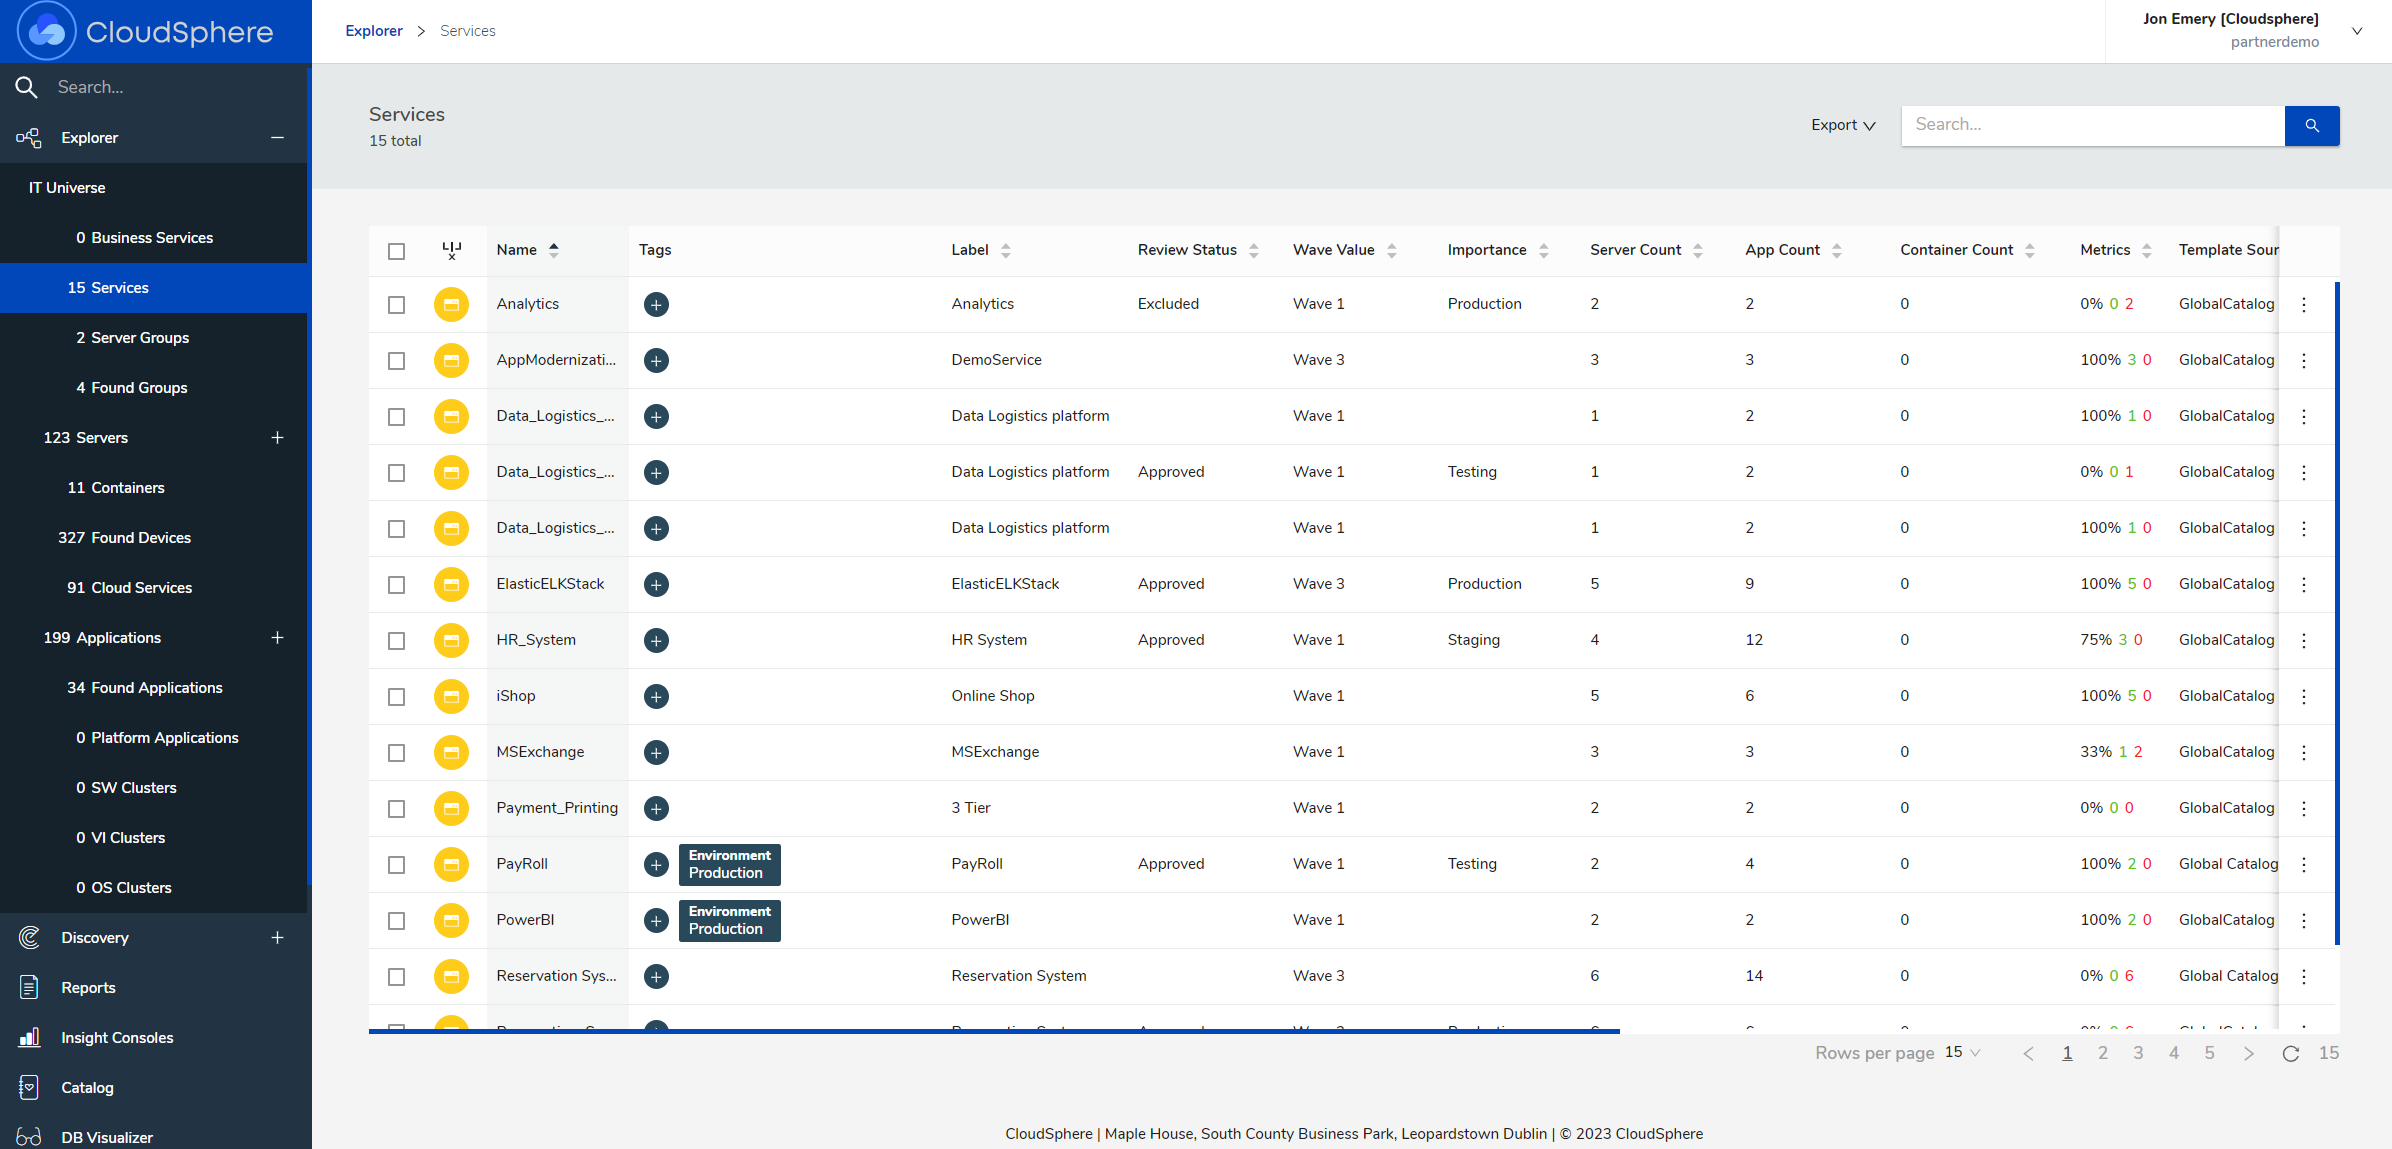 CloudSphere
Explorer > Services
Jon Emery [Cloudsphere]
partnerdemo
Search...
Explorer
IT Universe
0 Business Services
15 Services
2 Server Groups
4 Found Groups
123 Servers
11 Containers
327 Found Devices
91 Cloud Services
199 Applications
34 Found Applications
0 Platform Applications
0 SW Clusters
0 VI Clusters
0 OS Clusters
Discovery
Reports
Insight Consoles
Catalog
DB Visualizer
Services
15 total
Export
Search...
Name Tags Label Review Status Wave Value Importance Server Count App Count Container Count Metrics Template Sour
Analytics Analytics Excluded Wave 1 Production 2 2 0 0% 0 2 GlobalCatalog
AppModernizati... DemoService Wave 3 3 3 0 100% 3 0 GlobalCatalog
Data_Logistics_... Data Logistics platform Wave 1 1 2 0 100% 1 0 GlobalCatalog
Data_Logistics_... Data Logistics platform Approved Wave 1 Testing 1 2 0 0% 0 1 GlobalCatalog
Data_Logistics_... Data Logistics platform Wave 1 1 2 0 100% 1 0 GlobalCatalog
ElasticELKStack ElasticELKStack Approved Wave 3 Production 5 9 0 100% 5 0 GlobalCatalog
HR_System HR System Approved Wave 1 Staging 4 12 0 75% 3 0 GlobalCatalog
iShop Online Shop Wave 1 5 6 0 100% 5 0 GlobalCatalog
MSExchange MSExchange Wave 1 3 3 0 33% 1 2 GlobalCatalog
Payment_Printing 3 Tier Wave 1 2 2 0 0% 0 0 GlobalCatalog
PayRoll Environment Production PayRoll Approved Wave 1 Testing 2 4 0 100% 2 0 Global Catalog
PowerBI Environment Production PowerBI Wave 1 2 2 0 100% 2 0 GlobalCatalog
Reservation Sys... Reservation System Wave 3 6 14 0 0% 0 6 Global Catalog
Rows per page 15 < 1 2 3 4 5 > 15
CloudSphere | Maple House, South County Business Park, Leopardstown Dublin | © 2023 CloudSphere